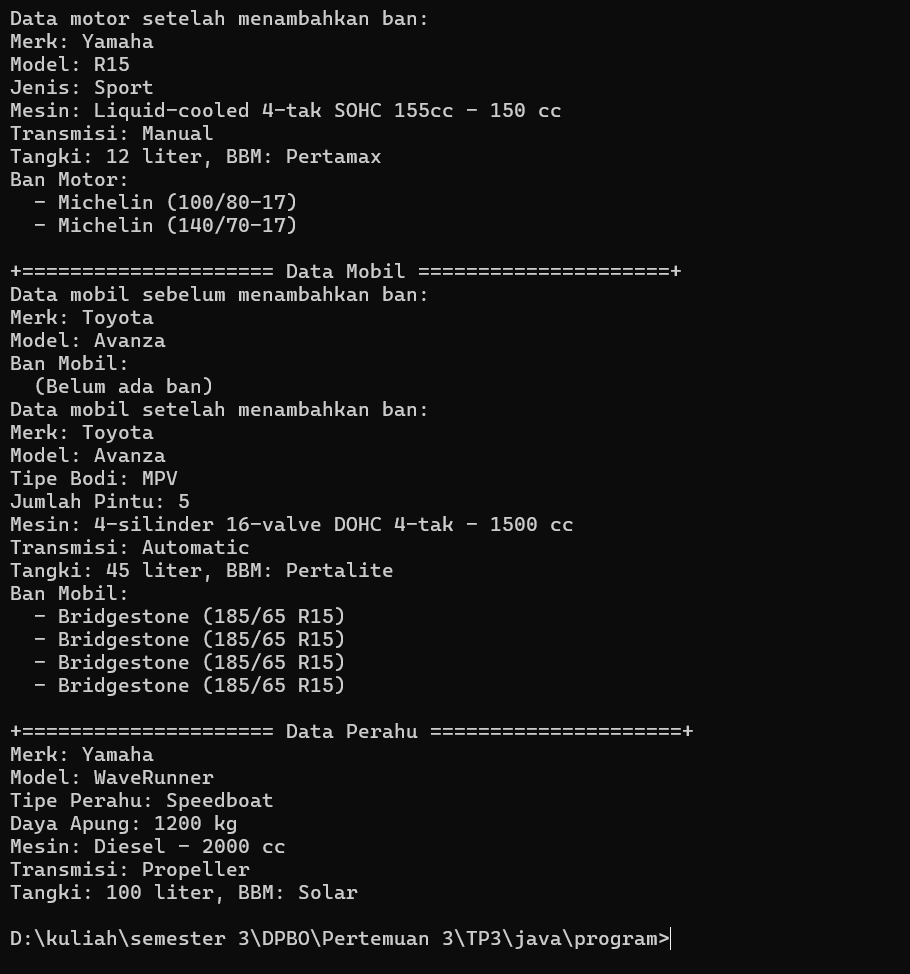 Data motor setelah menambahkan ban:
Merk: Yamaha
Model: R15
Jenis: Sport
Mesin: Liquid-cooled 4-tak SOHC 155cc - 150 cc
Transmisi: Manual
Tangki: 12 liter, BBM: Pertamax
Ban Motor:
  - Michelin (100/80-17)
  - Michelin (140/70-17)

+===================== Data Mobil =====================+
Data mobil sebelum menambahkan ban:
Merk: Toyota
Model: Avanza
Ban Mobil:
  (Belum ada ban)
Data mobil setelah menambahkan ban:
Merk: Toyota
Model: Avanza
Tipe Bodi: MPV
Jumlah Pintu: 5
Mesin: 4-silinder 16-valve DOHC 4-tak - 1500 cc
Transmisi: Automatic
Tangki: 45 liter, BBM: Pertalite
Ban Mobil:
  - Bridgestone (185/65 R15)
  - Bridgestone (185/65 R15)
  - Bridgestone (185/65 R15)
  - Bridgestone (185/65 R15)

+===================== Data Perahu =====================+
Merk: Yamaha
Model: WaveRunner
Tipe Perahu: Speedboat
Daya Apung: 1200 kg
Mesin: Diesel - 2000 cc
Transmisi: Propeller
Tangki: 100 liter, BBM: Solar

D:\kuliah\semester 3\DPBO\Pertemuan 3\TP3\java\program>